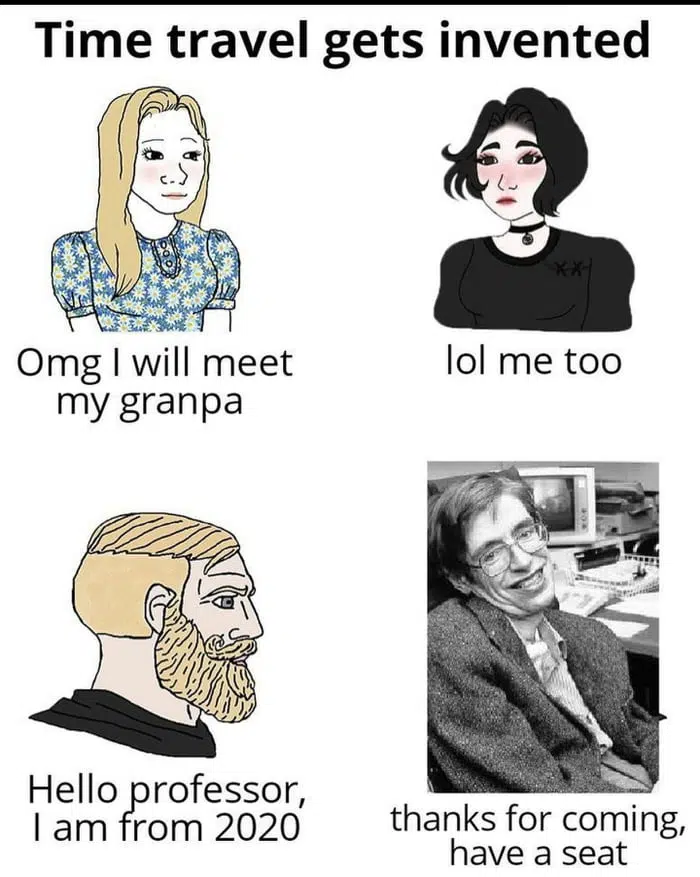 Time travel gets invented
Omg I will meet
my granpa
lol me too
Hello professor,
I am from 2020
thanks for coming,
have a seat